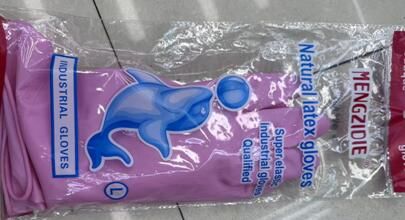 MENGZIDIE
Natural latex gloves
Super elastic
Industrial gloves
Qualified
INDUSTRIAL GLOVES
L